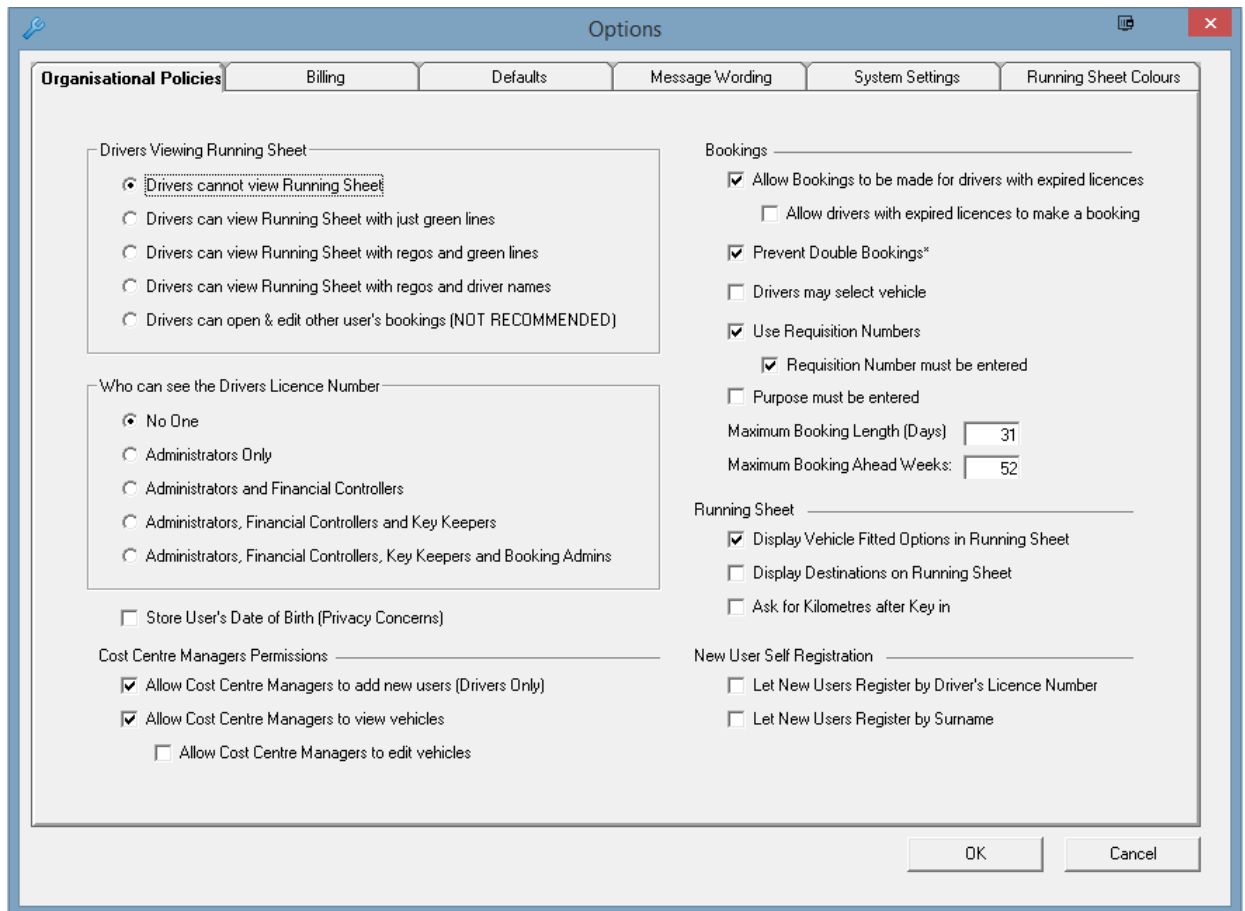 Options
Organisational Policies
Billing
Defaults
Message Wording
System Settings
Running Sheet Colours
Drivers Viewing Running Sheet
Drivers cannot view Running Sheet
Drivers can view Running Sheet with just green lines
Drivers can view Running Sheet with regos and green lines
Drivers can view Running Sheet with regos and driver names
Drivers can open & edit other user's bookings (NOT RECOMMENDED)
Who can see the Drivers Licence Number
No One
Administrators Only
Administrators and Financial Controllers
Administrators, Financial Controllers and Key Keepers
Administrators, Financial Controllers, Key Keepers and Booking Admins
Store User's Date of Birth (Privacy Concerns)
Cost Centre Managers Permissions
Allow Cost Centre Managers to add new users (Drivers Only)
Allow Cost Centre Managers to view vehicles
Allow Cost Centre Managers to edit vehicles
Bookings
Allow Bookings to be made for drivers with expired licences
Allow drivers with expired licences to make a booking
Prevent Double Bookings*
Drivers may select vehicle
Use Requisition Numbers
Requisition Number must be entered
Purpose must be entered
Maximum Booking Length (Days) 31
Maximum Booking Ahead Weeks: 52
Running Sheet
Display Vehicle Fitted Options in Running Sheet
Display Destinations on Running Sheet
Ask for Kilometres after Key in
New User Self Registration
Let New Users Register by Driver's Licence Number
Let New Users Register by Surname
OK
Cancel